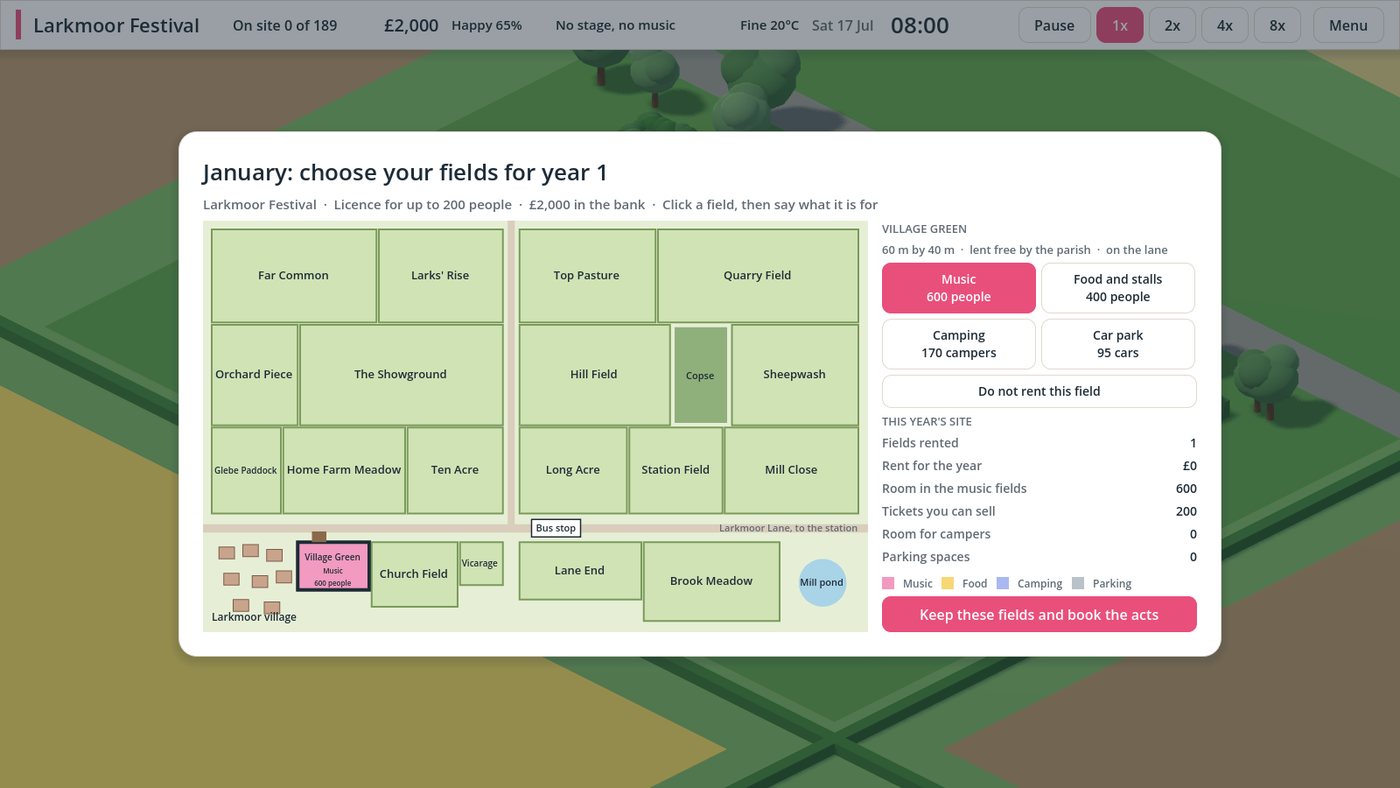 Larkmoor Festival
On site 0 of 189
£2,000
Happy 65%
No stage, no music
Fine 20°C
Sat 17 Jul
08:00
Pause
1x
2x
4x
8x
Menu
January: choose your fields for year 1
Larkmoor Festival · Licence for up to 200 people · £2,000 in the bank · Click a field, then say what it is for
Far Common
Larks' Rise
Top Pasture
Quarry Field
Orchard Piece
The Showground
Hill Field
Copse
Sheepwash
Glebe Paddock
Home Farm Meadow
Ten Acre
Long Acre
Station Field
Mill Close
Bus stop
Larkmoor Lane, to the station
Village Green
Music
600 people
Church Field
Vicarage
Lane End
Brook Meadow
Mill pond
Larkmoor village
VILLAGE GREEN
60 m by 40 m · lent free by the parish · on the lane
Music
600 people
Food and stalls
400 people
Camping
170 campers
Car park
95 cars
Do not rent this field
THIS YEAR'S SITE
Fields rented 1
Rent for the year £0
Room in the music fields 600
Tickets you can sell 200
Room for campers 0
Parking spaces 0
Music Food Camping Parking
Keep these fields and book the acts